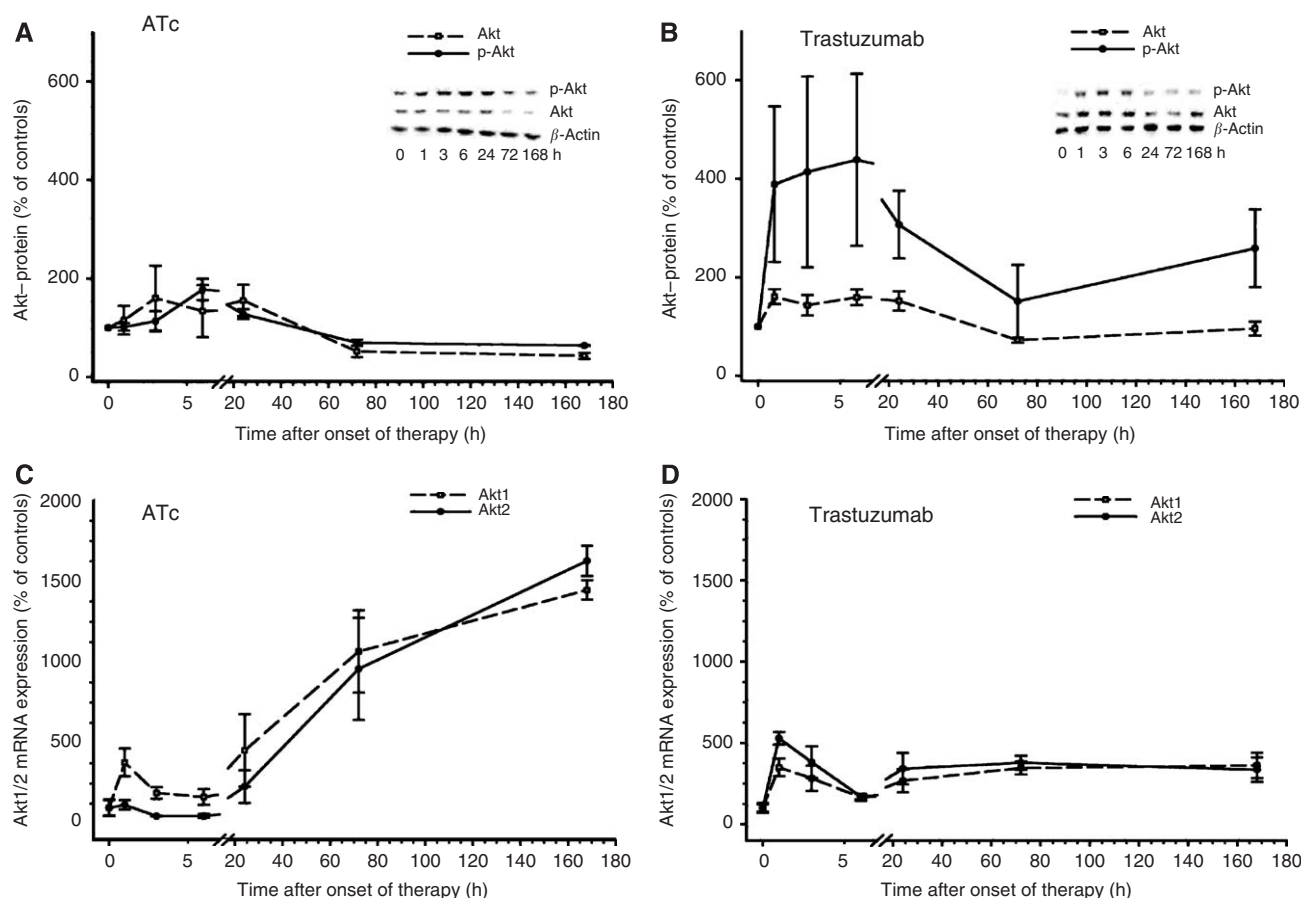 A
ATc
Akt
p-Akt
p-Akt
Akt
β-Actin
0 1 3 6 24 72 168 h
Akt–protein (% of controls)
600
400
200
0
0 5 20 40 60 80 100 120 140 160 180
Time after onset of therapy (h)
B
Trastuzumab
Akt
p-Akt
p-Akt
Akt
β-Actin
0 1 3 6 24 72 168 h
Akt–protein (% of controls)
600
400
200
0
0 5 20 40 60 80 100 120 140 160 180
Time after onset of therapy (h)
C
ATc
Akt1
Akt2
Akt1/2 mRNA expression (% of controls)
2000
1500
1000
500
0
0 5 20 40 60 80 100 120 140 160 180
Time after onset of therapy (h)
D
Trastuzumab
Akt1
Akt2
Akt1/2 mRNA expression (% of controls)
2000
1500
1000
500
0
0 5 20 40 60 80 100 120 140 160 180
Time after onset of therapy (h)